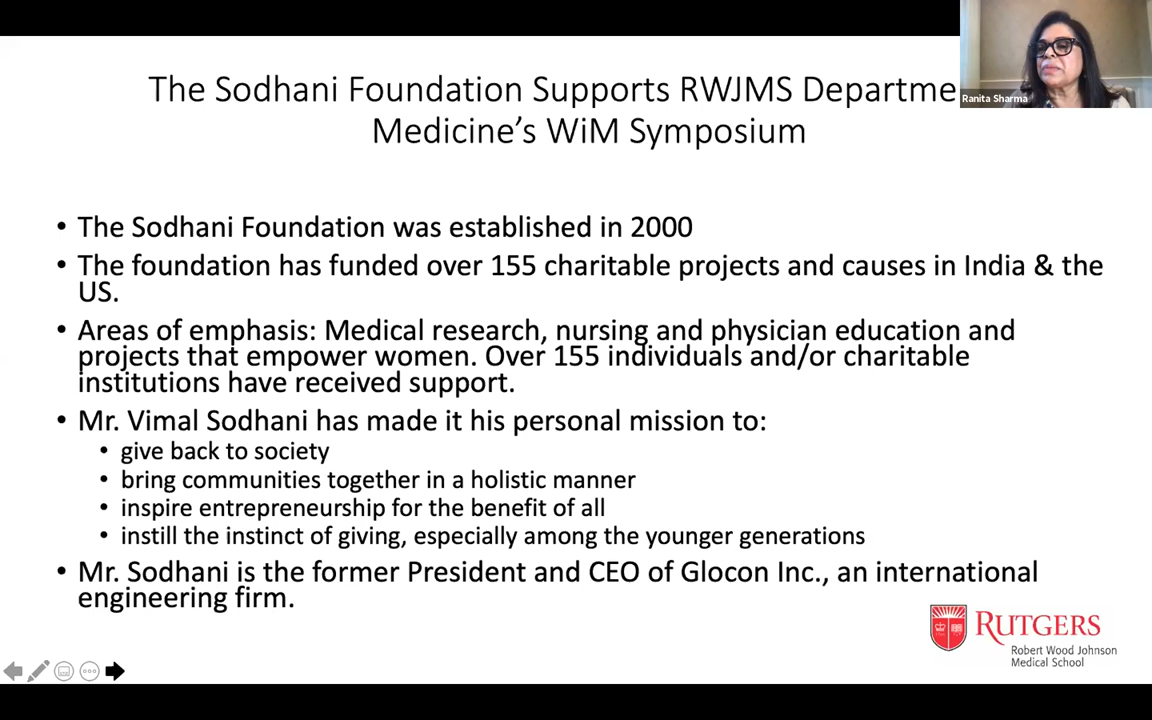 The Sodhani Foundation Supports RWJMS Departme
Medicine's WiM Symposium
Ranita Sharma
• The Sodhani Foundation was established in 2000
• The foundation has funded over 155 charitable projects and causes in India & the
US.
• Areas of emphasis: Medical research, nursing and physician education and
projects that empower women. Over 155 individuals and/or charitable
institutions have received support.
• Mr. Vimal Sodhani has made it his personal mission to:
• give back to society
• bring communities together in a holistic manner
• inspire entrepreneurship for the benefit of all
• instill the instinct of giving, especially among the younger generations
• Mr. Sodhani is the former President and CEO of Glocon Inc., an international
engineering firm.
RUTGERS
Robert Wood Johnson
Medical School